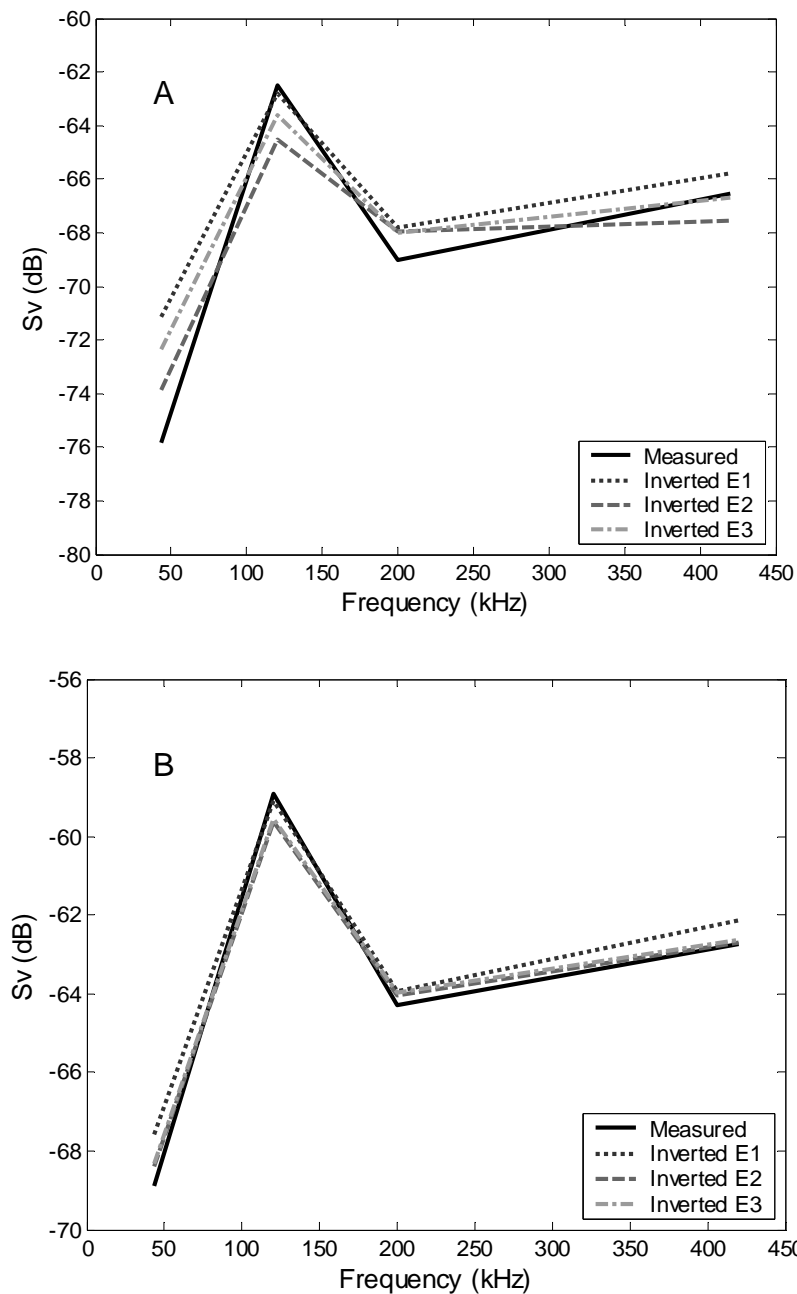 -60
-62
A
-64
-66
-68
-70
Sv (dB)
-72
-74
-76
Measured
Inverted E1
-78
Inverted E2
Inverted E3
-80
0 50 100 150 200 250 300 350 400 450
Frequency (kHz)
-56
-58
B
-60
-62
Sv (dB)
-64
-66
-68
Measured
Inverted E1
Inverted E2
Inverted E3
-70
0 50 100 150 200 250 300 350 400
Frequency (kHz)